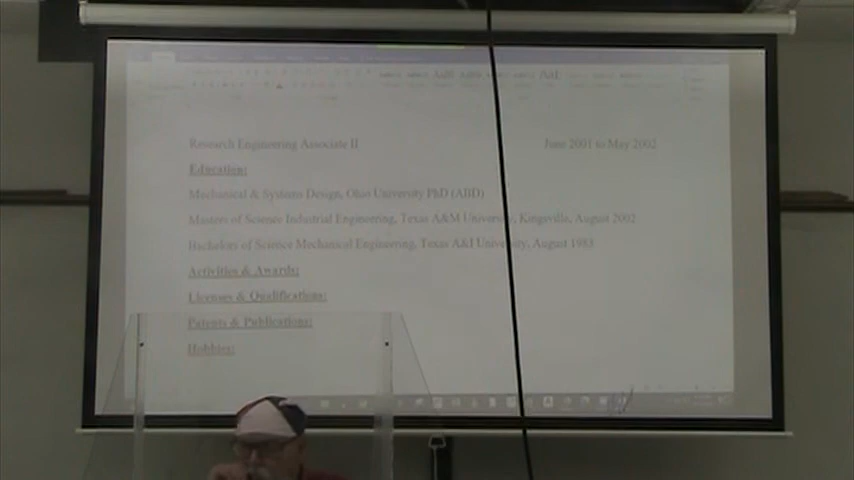 Research Engineering Associate II June 2001 to May 2002
Education:
Mechanical & Systems Design, Ohio University PhD (ABD)
Masters of Science Industrial Engineering, Texas A&M University, Kingsville, August 2002
Bachelors of Science Mechanical Engineering, Texas A&I University, August 1983
Activities & Awards:
Licenses & Qualifications:
Patents & Publications:
Hobbies: